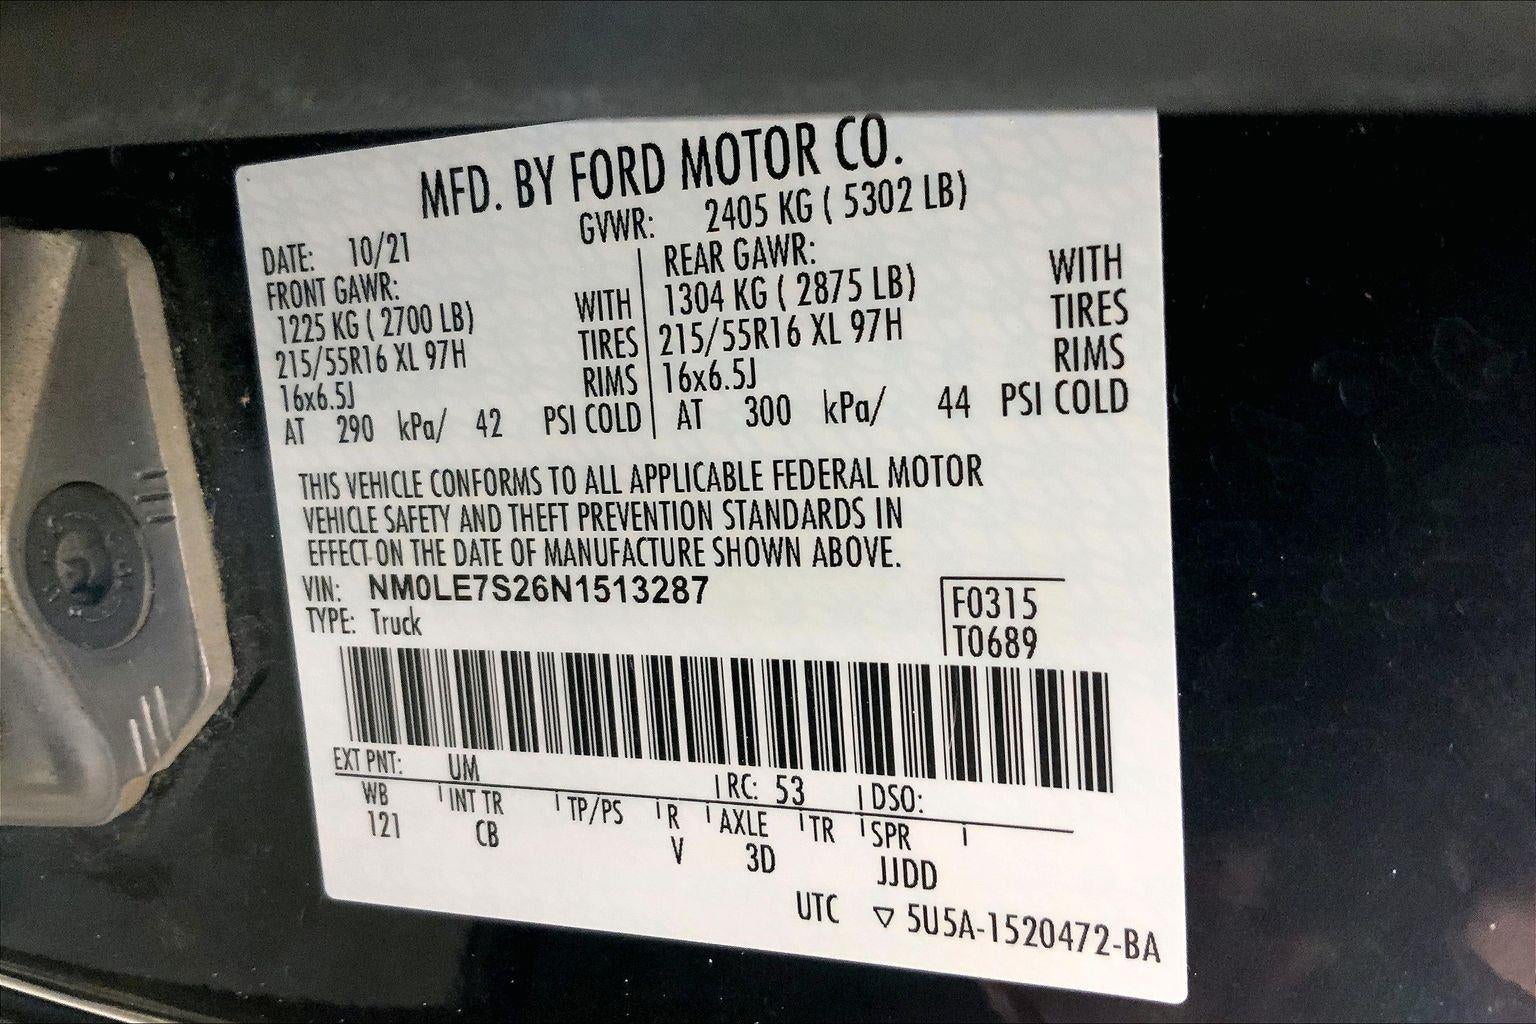 MFD. BY FORD MOTOR CO.
DATE: 10/21 GVWR: 2405 KG ( 5302 LB)
FRONT GAWR:
1225 KG ( 2700 LB) WITH
215/55R16 XL 97H TIRES
16x6.5J RIMS
AT 290 kPa/ 42 PSI COLD
REAR GAWR:
1304 KG ( 2875 LB) WITH
215/55R16 XL 97H TIRES
16x6.5J RIMS
AT 300 kPa/ 44 PSI COLD
THIS VEHICLE CONFORMS TO ALL APPLICABLE FEDERAL MOTOR
VEHICLE SAFETY AND THEFT PREVENTION STANDARDS IN
EFFECT ON THE DATE OF MANUFACTURE SHOWN ABOVE.
VIN: NM0LE7S26N1513287
TYPE: Truck
F0315
T0689
EXT PNT: UM RC: 53 DSO:
WB INT TR TP/PS R AXLE TR SPR
121 CB V 3D JJDD
UTC ▽ 5U5A-1520472-BA